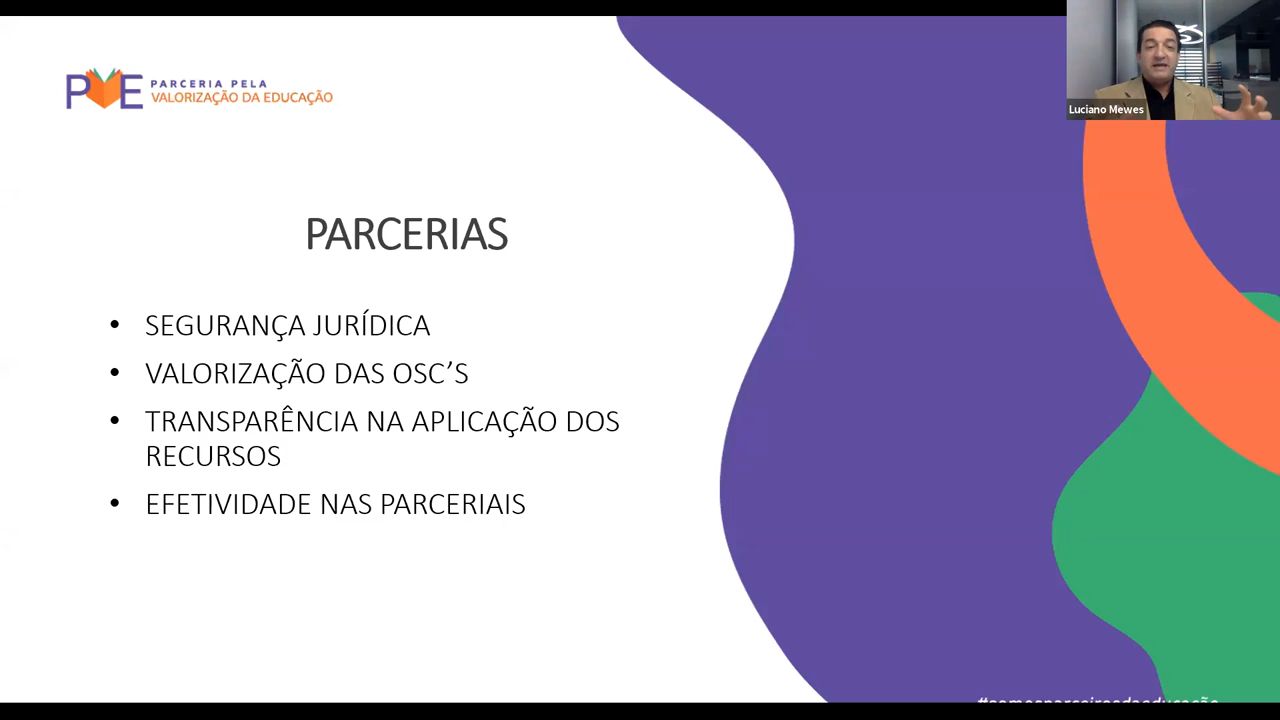 PVE PARCERIA PELA
VALORIZAÇÃO DA EDUCAÇÃO
Luciano Mewes
PARCERIAS
• SEGURANÇA JURÍDICA
• VALORIZAÇÃO DAS OSC’S
• TRANSPARÊNCIA NA APLICAÇÃO DOS
RECURSOS
• EFETIVIDADE NAS PARCERIAIS